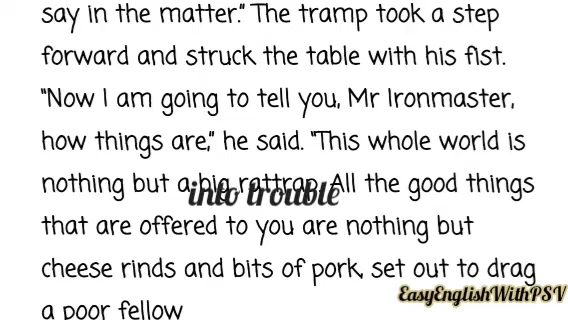 say in the matter." The tramp took a step
forward and struck the table with his fist.
"Now I am going to tell you, Mr Ironmaster,
how things are," he said. "This whole world is
nothing but a big rattrap. All the good things
into trouble
that are offered to you are nothing but
cheese rinds and bits of pork, set out to drag
EasyEnglishWithPSV
a poor fellow